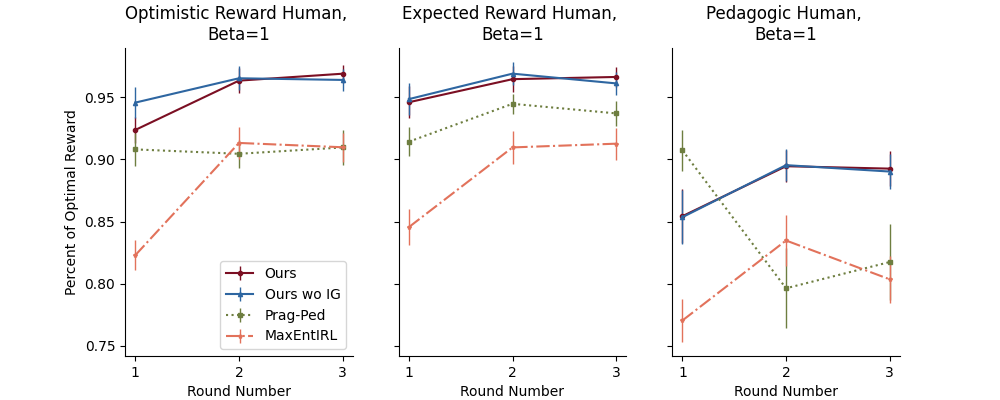 Optimistic Reward Human,
Beta=1
Expected Reward Human,
Beta=1
Pedagogic Human,
Beta=1
Percent of Optimal Reward
0.95
0.90
0.85
0.80
0.75
Ours
Ours wo IG
Prag-Ped
MaxEntIRL
1 2 3
1 2 3
1 2 3
Round Number
Round Number
Round Number